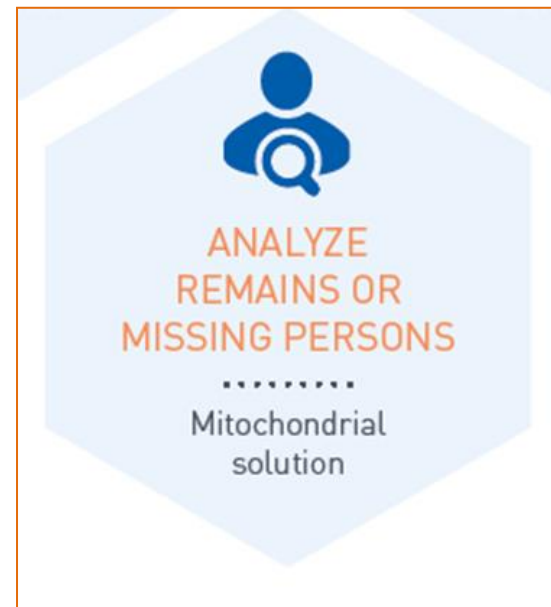 ANALYZE
REMAINS OR
MISSING PERSONS
Mitochondrial
solution